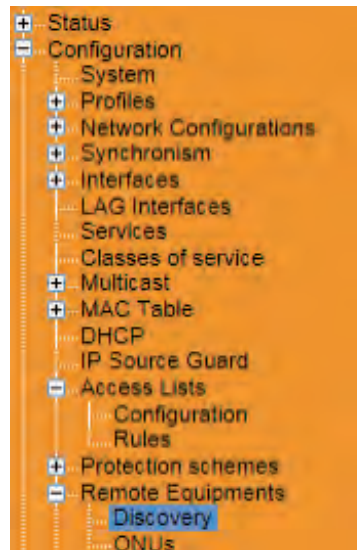 Status
Configuration
System
Profiles
Network Configurations
Synchronism
Interfaces
LAG Interfaces
Services
Classes of service
Multicast
MAC Table
DHCP
IP Source Guard
Access Lists
Configuration
Rules
Protection schemes
Remote Equipments
Discovery
ONUs